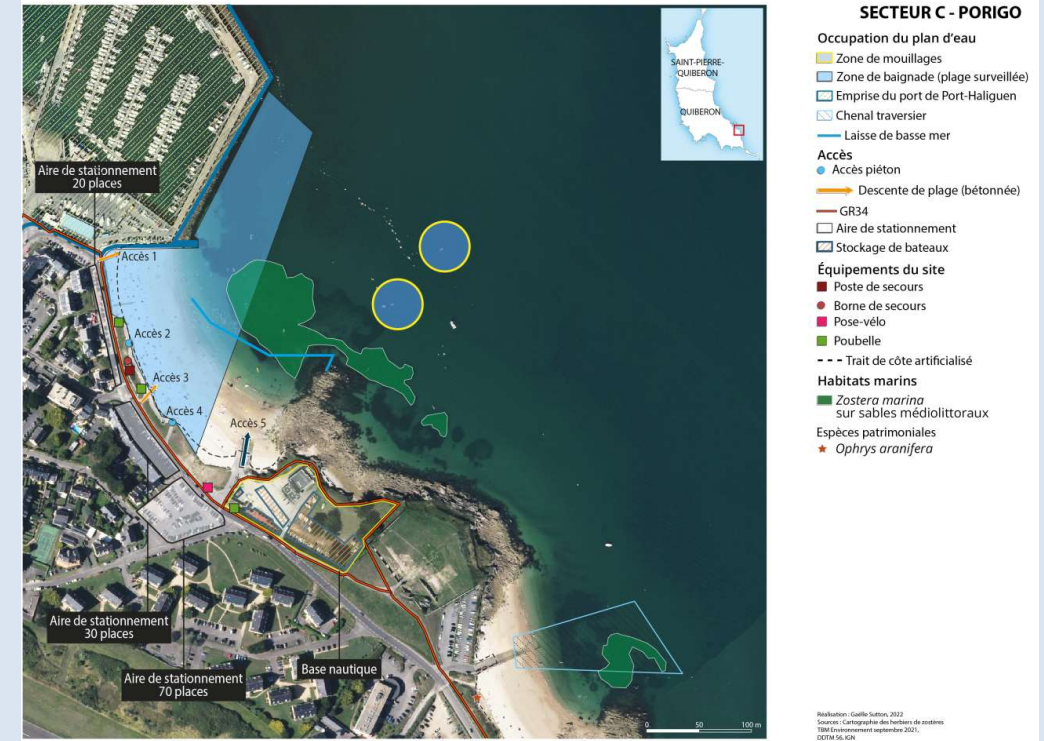 SECTEUR C - PORIGO
Occupation du plan d'eau
Zone de mouillages
Zone de baignade (plage surveillée)
Emprise du port de Port-Haliguen
Chenal traversier
Laisse de basse mer
Accès
Accès piéton
Descente de plage (bétonnée)
GR34
Aire de stationnement
Stockage de bateaux
Équipements du site
Poste de secours
Borne de secours
Pose-vélo
Poubelle
Trait de côte artificialisé
Habitats marins
Zostera marina
sur sables médiolittoraux
Espèces patrimoniales
Ophrys aranifera
Réalisation : Gaëlle Sutton, 2022
Sources : Cartographie des herbiers de zostères
TBM Environnement septembre 2021.
DDTM 56, IGN
SAINT-PIERRE-
QUIBERON
QUIBERON
Aire de stationnement
20 places
Accès 1
Accès 2
Accès 3
Accès 4
Accès 5
Aire de stationnement
30 places
Aire de stationnement
70 places
Base nautique
0 50 100 m